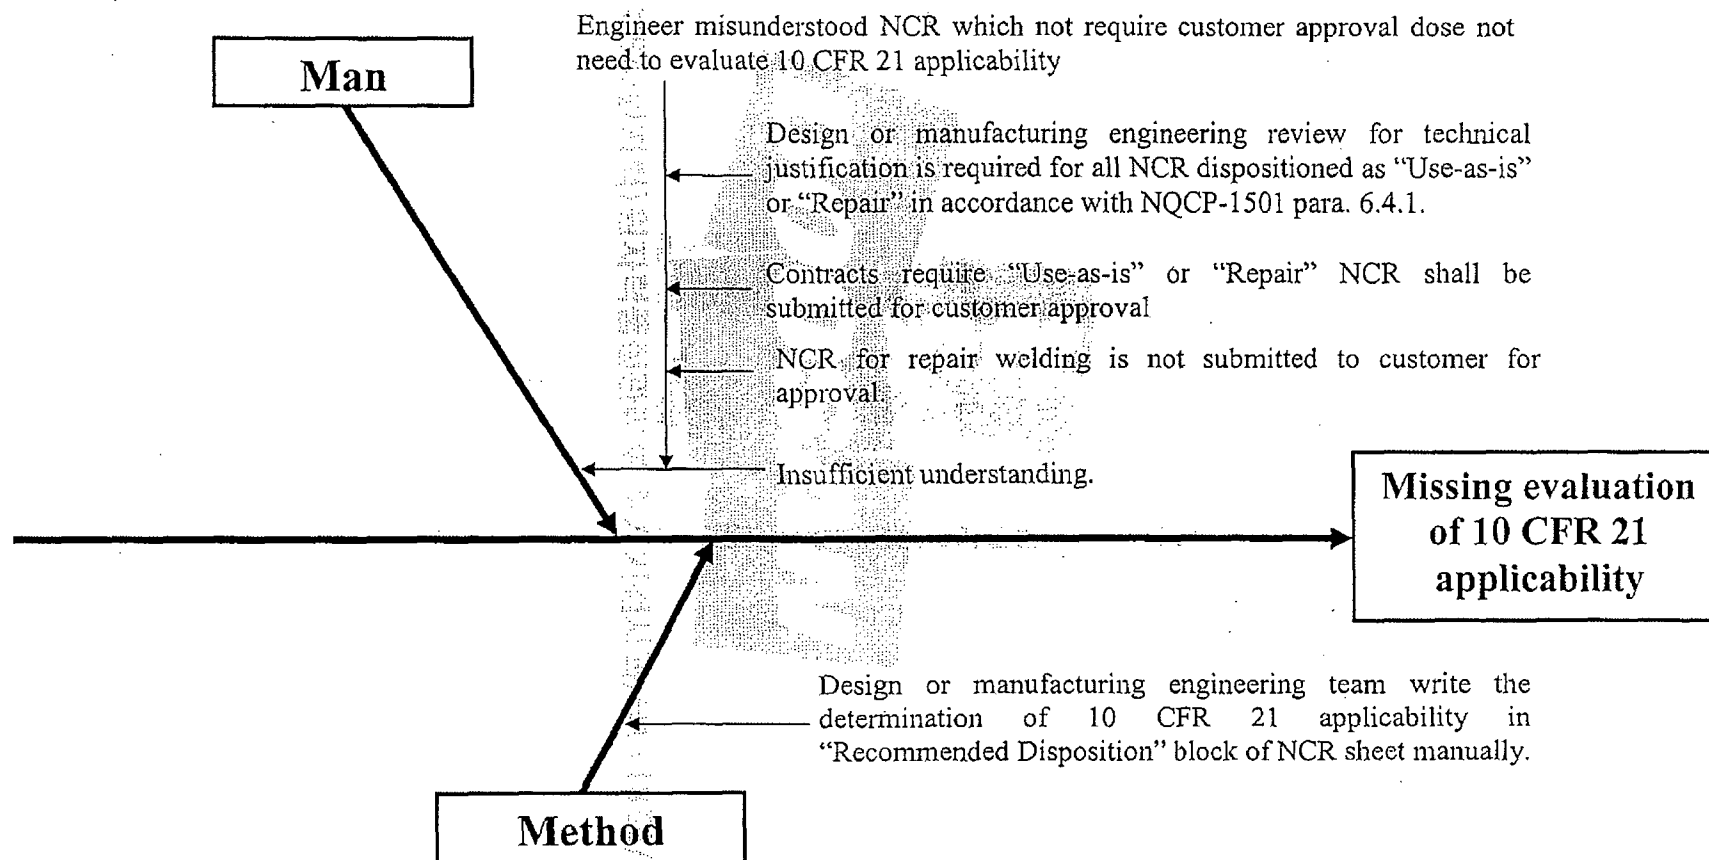 Engineer misunderstood NCR which not require customer approval dose not
need to evaluate 10 CFR 21 applicability
Man
Design or manufacturing engineering review for technical
justification is required for all NCR dispositioned as “Use-as-is”
or “Repair” in accordance with NQCP-1501 para. 6.4.1.
Contracts require “Use-as-is” or “Repair” NCR shall be
submitted for customer approval
NCR for repair welding is not submitted to customer for
approval.
Insufficient understanding.
Missing evaluation
of 10 CFR 21
applicability
Design or manufacturing engineering team write the
determination of 10 CFR 21 applicability in
“Recommended Disposition” block of NCR sheet manually.
Method